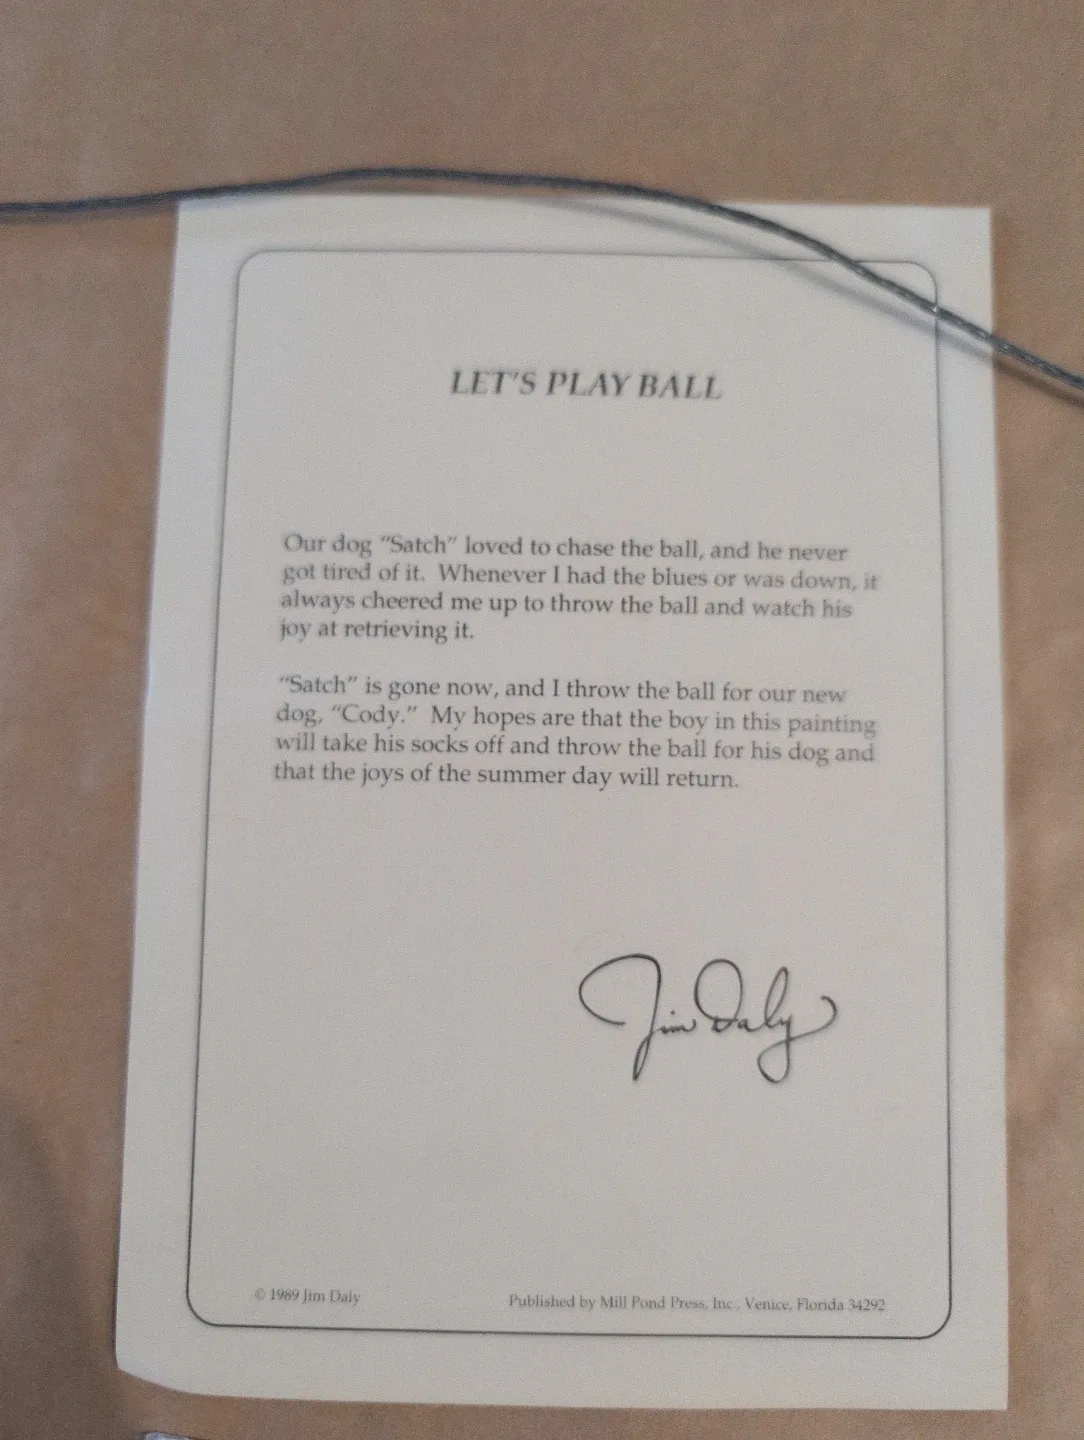 LET'S PLAY BALL
Our dog "Satch" loved to chase the ball, and he never
got tired of it. Whenever I had the blues or was down, it
always cheered me up to throw the ball and watch his
joy at retrieving it.
"Satch" is gone now, and I throw the ball for our new
dog, "Cody." My hopes are that the boy in this painting
will take his socks off and throw the ball for his dog and
that the joys of the summer day will return.
Jim Daly
© 1989 Jim Daly
Published by Mill Pond Press, Inc., Venice, Florida 34292